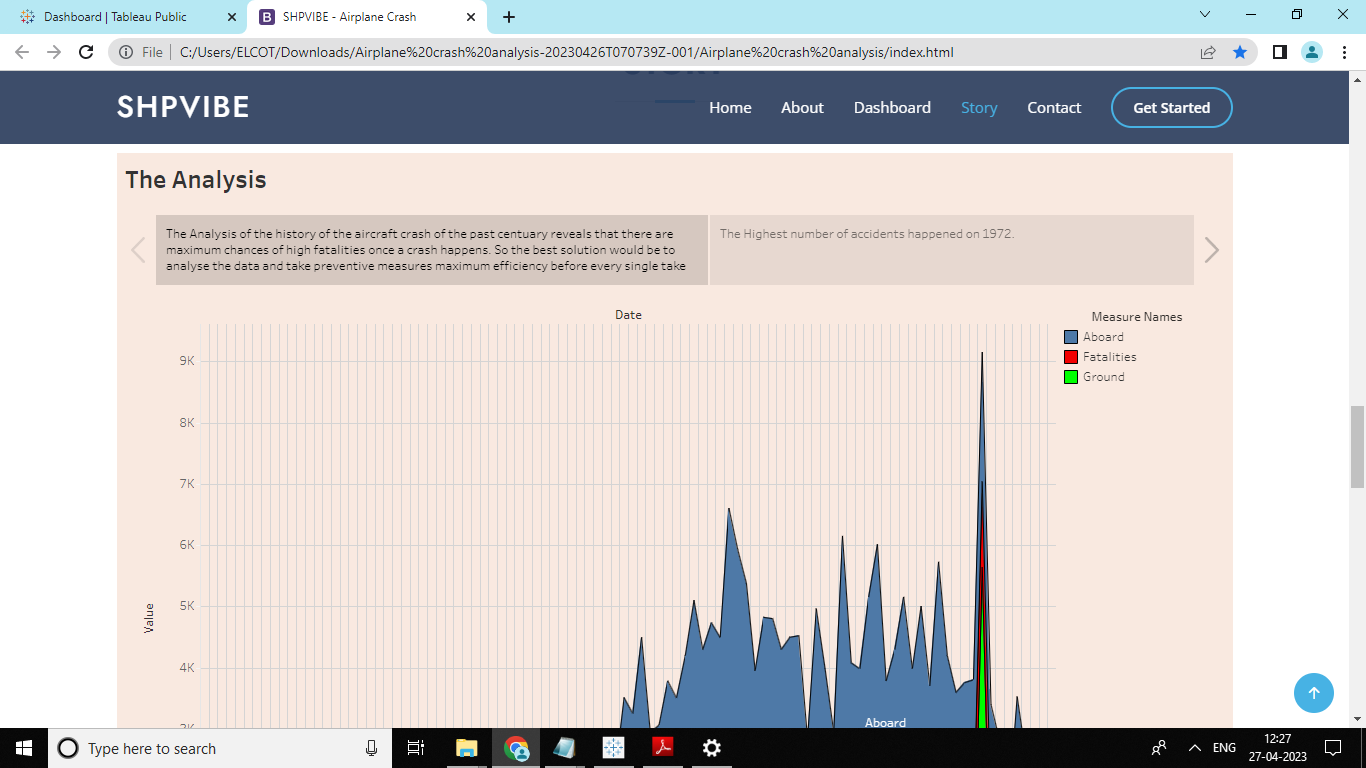 Dashboard | Tableau Public
SHPVIBE - Airplane Crash
File | C:/Users/ELCOT/Downloads/Airplane%20crash%20analysis-20230426T070739Z-001/Airplane%20crash%20analysis/index.html
SHPVIBE
Home About Dashboard Story Contact Get Started
The Analysis
The Analysis of the history of the aircraft crash of the past centuary reveals that there are
maximum chances of high fatalities once a crash happens. So the best solution would be to
analyse the data and take preventive measures maximum efficiency before every single take
The Highest number of accidents happened on 1972.
Date
Measure Names
Aboard
Fatalities
Ground
9K
8K
7K
6K
5K
4K
Value
Aboard
Type here to search
ENG
12:27
27-04-2023